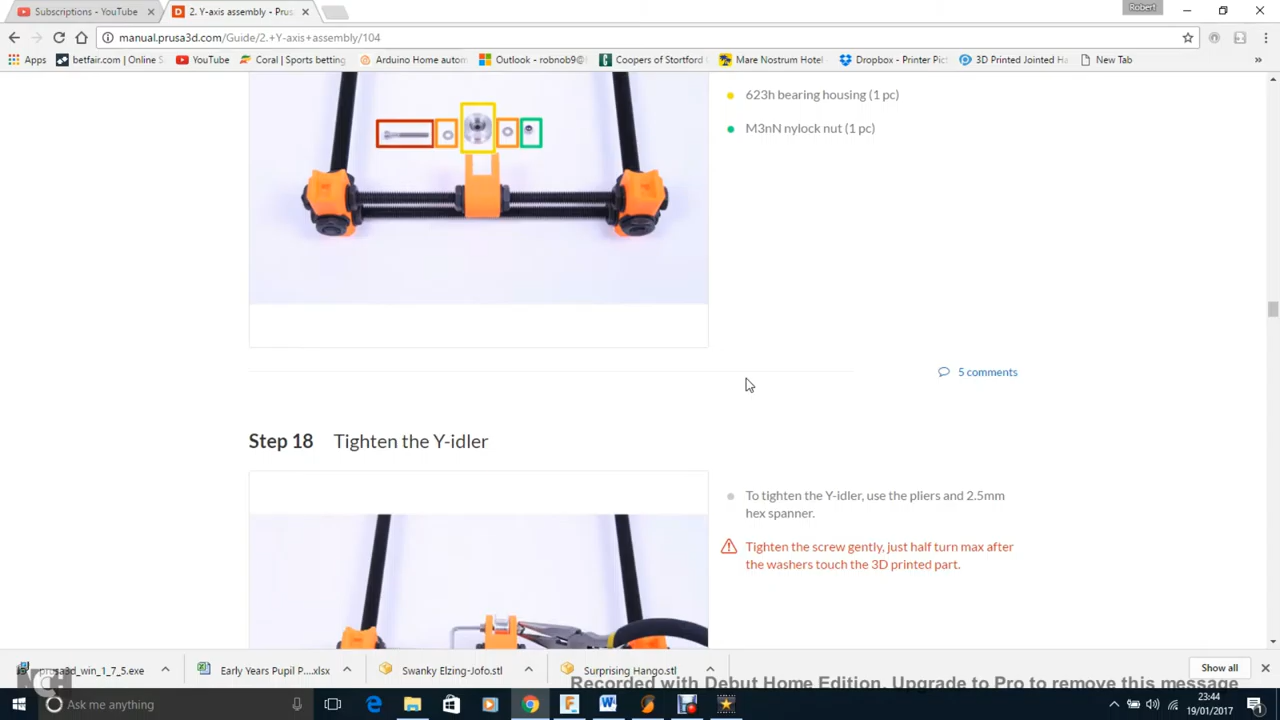 Robert
Subscriptions - YouTube
2. Y-axis assembly - Prus
manual.prusa3d.com/Guide/2.+Y-axis+assembly/104
Apps
betfair.com | Online S
YouTube
Coral | Sports betting
Arduino Home autom
Outlook - robnob9@
Coopers of Stortford
Mare Nostrum Hotel
Dropbox - Printer Pict
3D Printed Jointed Ha
New Tab
623h bearing housing (1 pc)
M3nN nylock nut (1 pc)
5 comments
Step 18 Tighten the Y-idler
To tighten the Y-idler, use the pliers and 2.5mm
hex spanner.
Tighten the screw gently, just half turn max after
the washers touch the 3D printed part.
prusa3d_win_1_7_5.exe
Early Years Pupil P....xlsx
Swanky Elzing-Jofo.stl
Surprising Hango.stl
Show all
Recorded with Debut Home Edition. Upgrade to Pro to remove this message
Ask me anything
23:44
19/01/2017